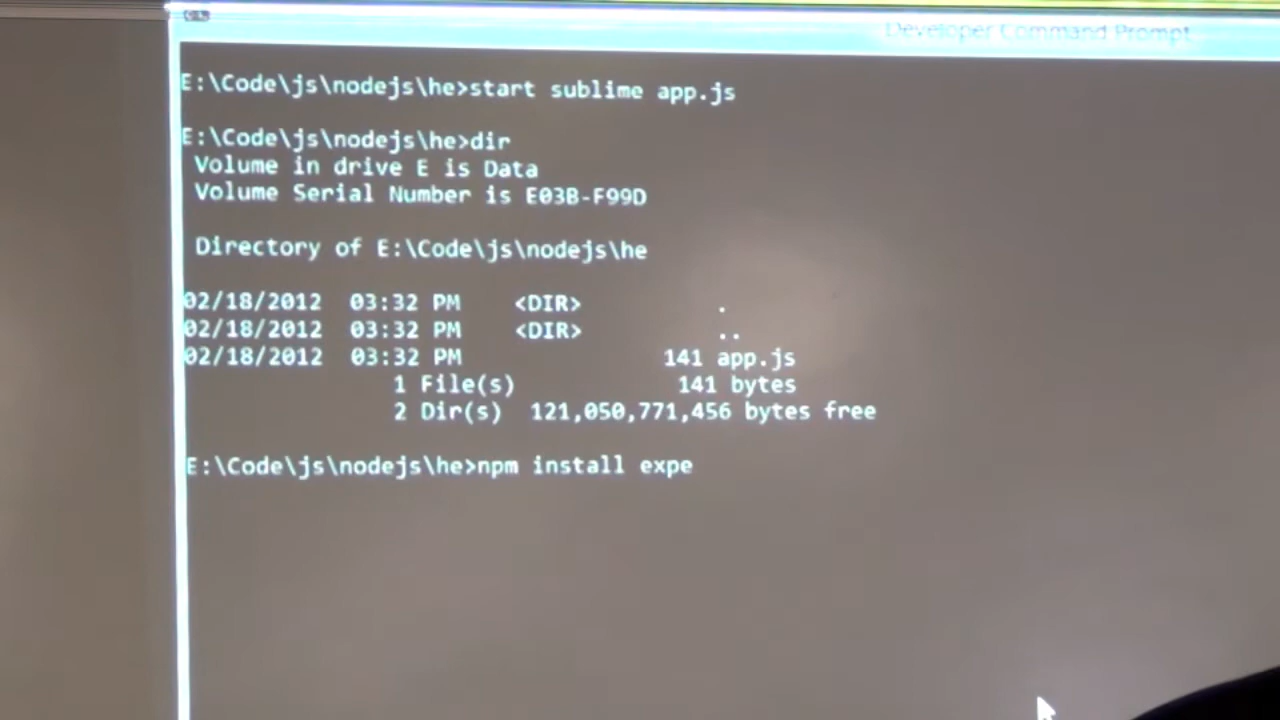 Developer Command Prompt
E:\Code\js\nodejs\he>start sublime app.js
E:\Code\js\nodejs\he>dir
Volume in drive E is Data
Volume Serial Number is E03B-F99D
Directory of E:\Code\js\nodejs\he
02/18/2012 03:32 PM <DIR> .
02/18/2012 03:32 PM <DIR> ..
02/18/2012 03:32 PM 141 app.js
1 File(s) 141 bytes
2 Dir(s) 121,050,771,456 bytes free
E:\Code\js\nodejs\he>npm install expe